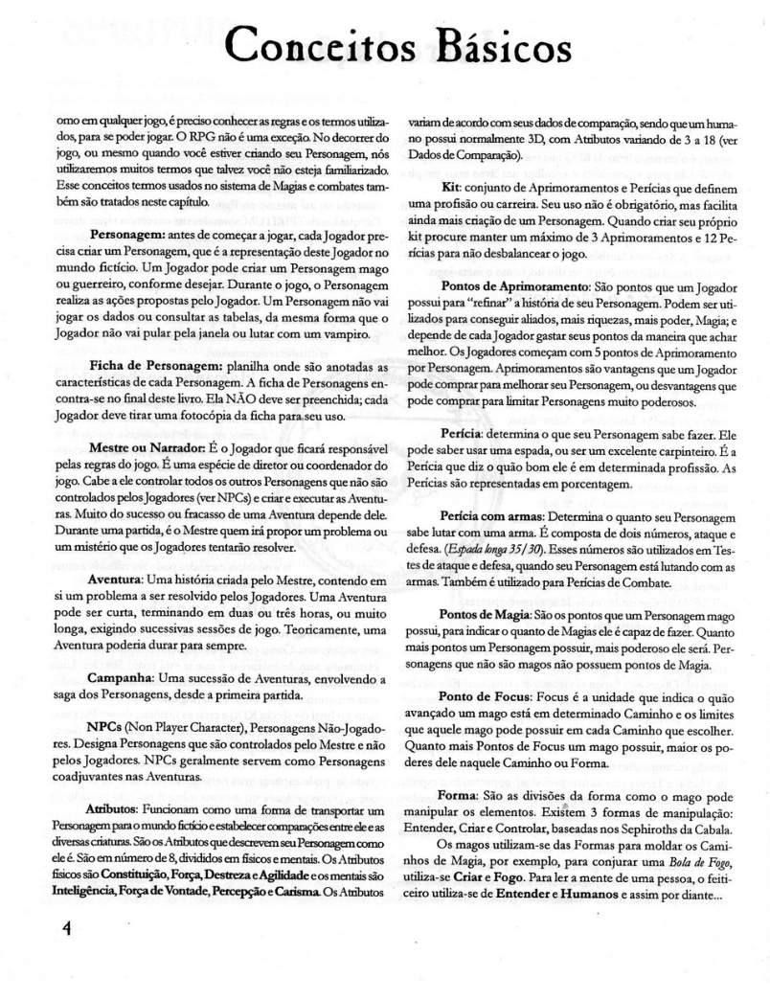 Conceitos Básicos
omo em qualquer jogo, é preciso conhecer as regras e os termos utiliza-
dos, para se poder jogar. O RPG não é uma exceção. No decorrer do
jogo, ou mesmo quando você estiver criando seu Personagem, nós
utilizaremos muitos termos que talvez você não esteja familiarizado.
Esse conceitos termos usados no sistema de Magias e combates tam-
bém são tratados neste capítulo.
Personagem: antes de começar a jogar, cada Jogador pre-
cisa criar um Personagem, que é a representação deste Jogador no
mundo fictício. Um Jogador pode criar um Personagem mago
ou guerreiro, conforme desejar. Durante o jogo, o Personagem
realiza as ações propostas pelo Jogador. Um Personagem não vai
jogar os dados ou consultar as tabelas, da mesma forma que o
Jogador não vai pular pela janela ou lutar com um vampiro.
Ficha de Personagem: planilha onde são anotadas as
características de cada Personagem. A ficha de Personagens en-
contra-se no final deste livro. Ela NÃO deve ser preenchida; cada
Jogador deve tirar uma fotocópia da ficha para seu uso.
Mestre ou Narrador: É o Jogador que ficará responsável
pelas regras do jogo. É uma espécie de diretor ou coordenador do
jogo. Cabe a ele controlar todos os outros Personagens que não são
controlados pelos Jogadores (ver NPCs) e criar e executar as Aventu-
ras. Muito do sucesso ou fracasso de uma Aventura depende dele.
Durante uma partida, é o Mestre quem irá propor um problema ou
um mistério que os Jogadores tentarão resolver.
Aventura: Uma história criada pelo Mestre, contendo em
si um problema a ser resolvido pelos Jogadores. Uma Aventura
pode ser curta, terminando em duas ou três horas, ou muito
longa, exigindo sucessivas sessões de jogo. Teoricamente, uma
Aventura poderia durar para sempre.
Campanha: Uma sucessão de Aventuras, envolvendo a
saga dos Personagens, desde a primeira partida.
NPCs (Non Player Character), Personagens Não-Jogado-
res. Designa Personagens que são controlados pelo Mestre e não
pelos Jogadores. NPCs geralmente servem como Personagens
coadjuvantes nas Aventuras.
Atributos: Funcionam como uma forma de transportar um
Personagem para o mundo fictício e estabelecer comparações entre ele e as
diversas criaturas. São os Atributos que descrevem seu Personagem como
ele é. São em número de 8, divididos em físicos e mentais. Os Atributos
físicos são Constituição, Força, Destreza e Agilidade e os mentais são
Inteligência, Força de Vontade, Percepção e Carisma. Os Atributos
variam de acordo com seus dados de comparação, sendo que um huma-
no possui normalmente 3D, com Atributos variando de 3 a 18 (ver
Dados de Comparação).
Kit: conjunto de Aprimoramentos e Perícias que definem
uma profisão ou carreira. Seu uso não é obrigatório, mas facilita
ainda mais criação de um Personagem. Quando criar seu próprio
kit procure manter um máximo de 3 Aprimoramentos e 12 Pe-
rícias para não desbalancear o jogo.
Pontos de Aprimoramento: São pontos que um Jogador
possui para "refinar" a história de seu Personagem. Podem ser uti-
lizados para conseguir aliados, mais riquezas, mais poder, Magia; e
depende de cada Jogador gastar seus pontos da maneira que achar
melhor. Os Jogadores começam com 5 pontos de Aprimoramento
por Personagem. Aprimoramentos são vantagens que um Jogador
pode comprar para melhorar seu Personagem, ou desvantagens que
pode comprar para limitar Personagens muito poderosos.
Perícia: determina o que seu Personagem sabe fazer. Ele
pode saber usar uma espada, ou ser um excelente carpinteiro. É a
Perícia que diz o quão bom ele é em determinada profissão. As
Perícias são representadas em porcentagem.
Perícia com armas: Determina o quanto seu Personagem
sabe lutar com uma arma. É composta de dois números, ataque e
defesa. (Espada longa 35/30). Esses números são utilizados em Tes-
tes de ataque e defesa, quando seu Personagem está lutando com as
armas. Também é utilizado para Perícias de Combate.
Pontos de Magia: São os pontos que um Personagem mago
possui, para indicar o quanto de Magias ele é capaz de fazer. Quanto
mais pontos um Personagem possuir, mais poderoso ele será. Per-
sonagens que não são magos não possuem pontos de Magia.
Ponto de Focus: Focus é a unidade que indica o quão
avançado um mago está em determinado Caminho e os limites
que aquele mago pode possuir em cada Caminho que escolher.
Quanto mais Pontos de Focus um mago possuir, maior os po-
deres dele naquele Caminho ou Forma.
Forma: São as divisões da forma como o mago pode
manipular os elementos. Existem 3 formas de manipulação:
Entender, Criar e Controlar, baseadas nos Sephiroths da Cabala.
Os magos utilizam-se das Formas para moldar os Cami-
nhos de Magia, por exemplo, para conjurar uma Bola de Fogo,
utiliza-se Criar e Fogo. Para ler a mente de uma pessoa, o feiti-
ceiro utiliza-se de Entender e Humanos e assim por diante...
4